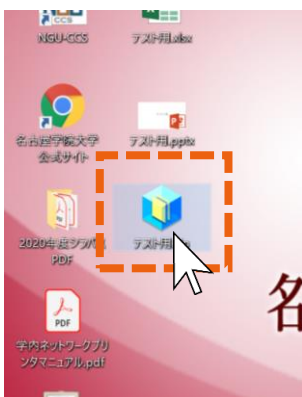 CCS
NGU-CCS
テスト用.xlsx
名古屋学院大学
公式サイト
テスト用.pptx
2020年度シラバス
PDF
テスト用
PDF
学内ネットワークプリ
ンタマニュアル.pdf
名